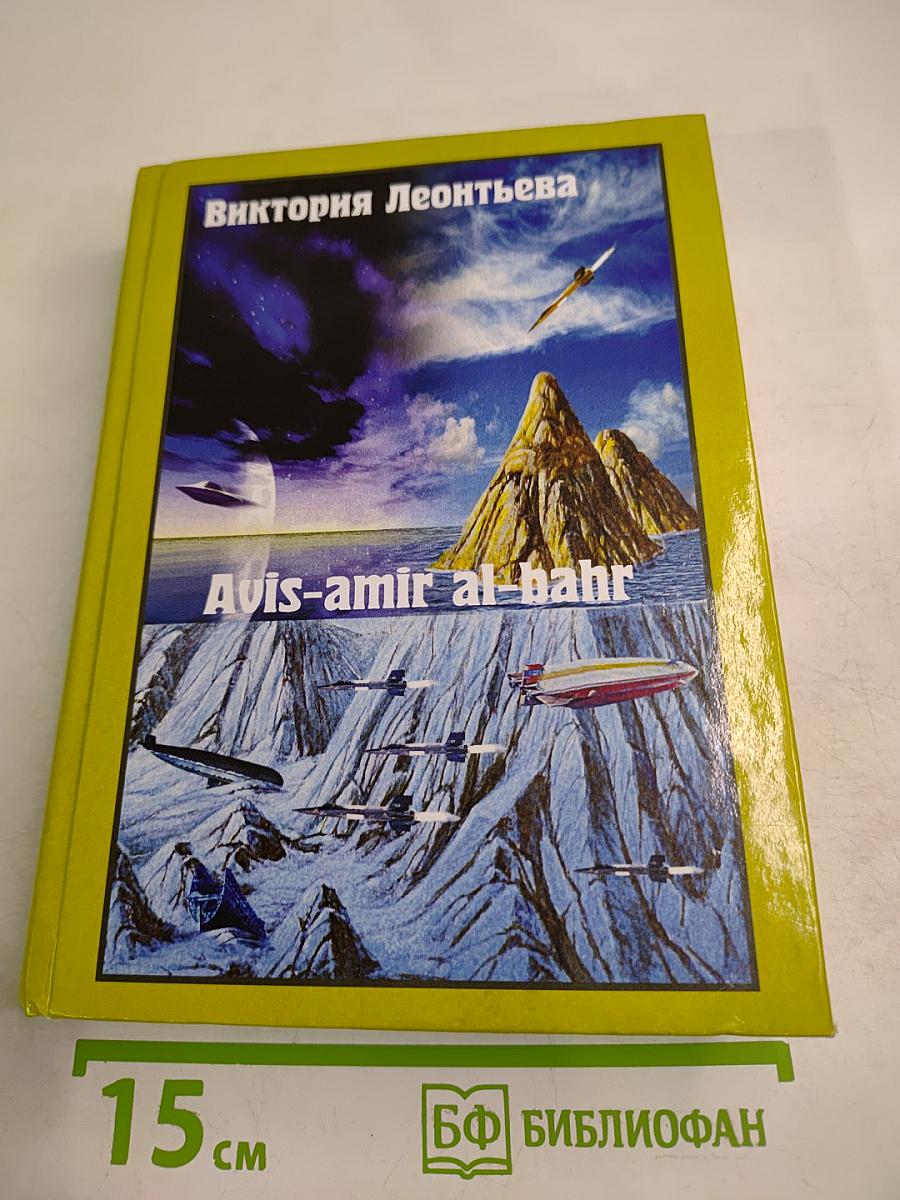 Виктория Леонтьева
Avis-amir al-bahr
15 см
БФ БИБЛИОФАН